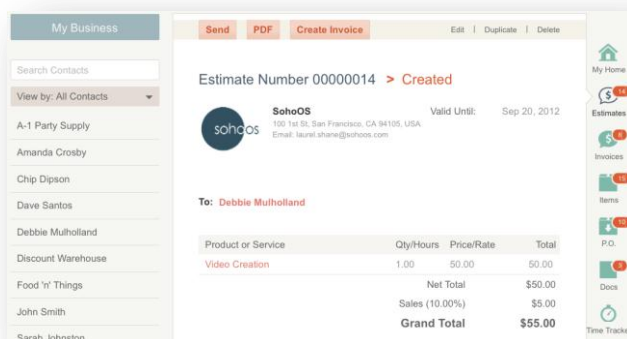 My Business
Search Contacts
View by: All Contacts
A-1 Party Supply
Amanda Crosby
Chip Dipson
Dave Santos
Debbie Mulholland
Discount Warehouse
Food 'n' Things
John Smith
Sarah Johnston
Send PDF Create Invoice Edit | Duplicate | Delete
Estimate Number 00000014 > Created
sohoos
SohoOS Valid Until: Sep 20, 2012
100 1st St, San Francisco, CA 94105, USA
Email: laurel.shane@sohoos.com
To: Debbie Mulholland
Product or Service Qty/Hours Price/Rate Total
Video Creation 1.00 50.00 50.00
Net Total $50.00
Sales (10.00%) $5.00
Grand Total $55.00
My Home
14
Estimates
8
Invoices
15
Items
10
P.O.
9
Docs
Time Tracke